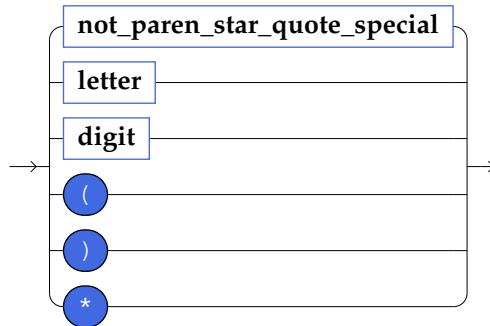 not_paren_star_quote_special
letter
digit
(
)
*